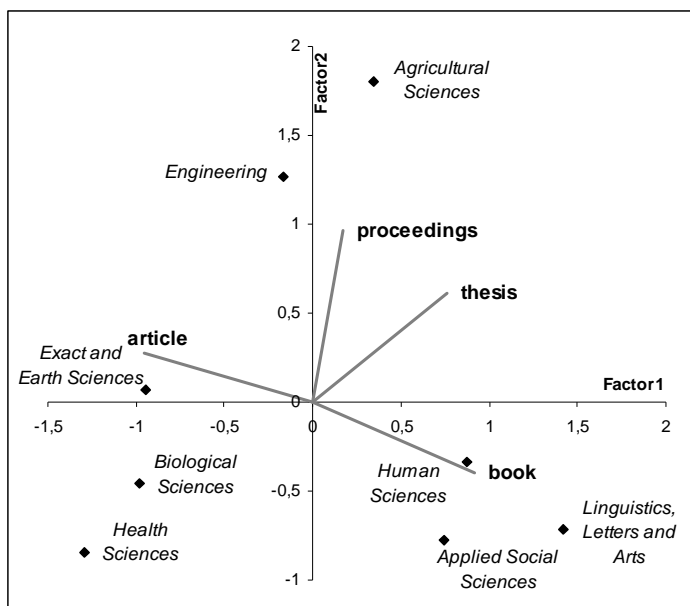 2
Factor2
Agricultural
Sciences
1,5
Engineering
1
proceedings
0,5
thesis
article
Exact and
Earth Sciences
Factor1
0
-1,5
-1
-0,5
0
0,5
1
1,5
2
Biological
Sciences
-0,5
Human
Sciences
book
Health
Sciences
Applied Social
Sciences
Linguistics,
Letters and
Arts
-1